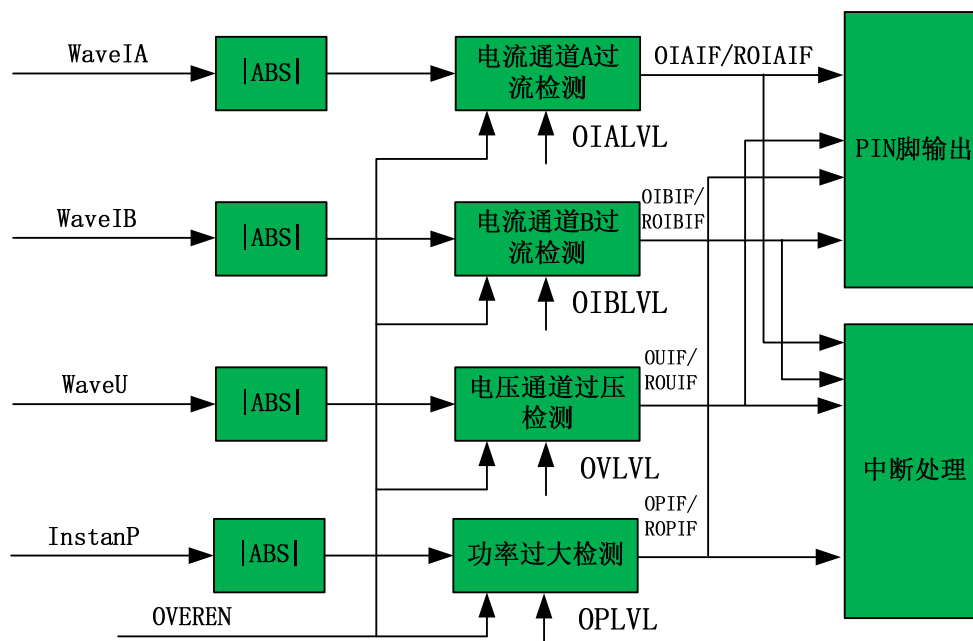 WaveIA
|ABS|
电流通道A过
流检测
OIAIF/ROIAIF
OIALVL
PIN脚输出
WaveIB
|ABS|
电流通道B过
流检测
OIBIF/
ROIBIF
OIBLVL
WaveU
|ABS|
电压通道过压
检测
OUIF/
ROUIF
OVLVL
中断处理
InstanP
|ABS|
功率过大检测
OPIF/
ROPIF
OVEREN
OPLVL